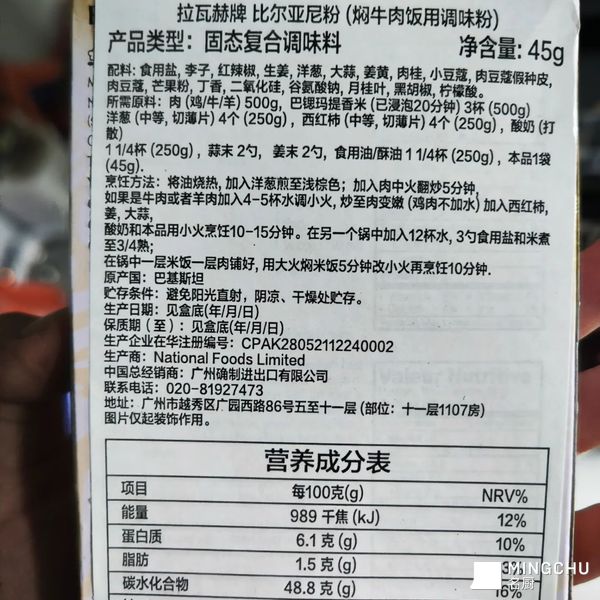 拉瓦赫牌 比尔亚尼粉 (焖牛肉饭用调味粉)
产品类型: 固态复合调味料 净含量: 45g
配料: 食用盐, 李子, 红辣椒, 生姜, 洋葱, 大蒜, 姜黄, 肉桂, 小豆蔻, 肉豆蔻假种皮,
肉豆蔻, 芒果粉, 丁香, 二氧化硅, 谷氨酸钠, 月桂叶, 黑胡椒, 柠檬酸。
所需原料: 肉 (鸡/牛/羊) 500g, 巴锶玛提香米 (已浸泡20分钟) 3杯 (500g)
洋葱 (中等, 切薄片) 4个 (250g) , 西红柿 (中等, 切薄片) 4个 (250g) , 酸奶 (打
散)
1 1/4杯 (250g) , 蒜末 2勺, 姜末 2勺, 食用油/酥油 1 1/4杯 (250g) , 本品1袋
(45g).
烹饪方法: 将油烧热, 加入洋葱煎至浅棕色; 加入肉中火翻炒5分钟,
如果是牛肉或者羊肉加入4-5杯水调小火, 炒至肉变嫩 (鸡肉不加水) 加入西红柿,
姜, 大蒜,
酸奶和本品用小火烹饪10-15分钟。在另一个锅中加入12杯水, 3勺食用盐和米煮
至3/4熟;
在锅中一层米饭一层肉铺好, 用大火焖米饭5分钟改小火再烹饪10分钟.
原产国: 巴基斯坦
贮存条件: 避免阳光直射, 阴凉、干燥处贮存。
生产日期: 见盒底(年/月/日)
保质期 (至) : 见盒底(年/月/日)
生产企业在华注册编号: CPAK28052112240002
生产商: National Foods Limited
中国总经销商: 广州确制进出口有限公司
联系电话: 020-81927473
地址: 广州市越秀区广园西路86号五至十一层 (部位: 十一层1107房)
图片仅起装饰作用。
营养成分表
项目 每100克(g) NRV%
能量 989 千焦 (kJ) 12%
蛋白质 6.1 克 (g) 10%
脂肪 1.5 克 (g) 3%
碳水化合物 48.8 克 (g) 16%
MINGCHU
名厨